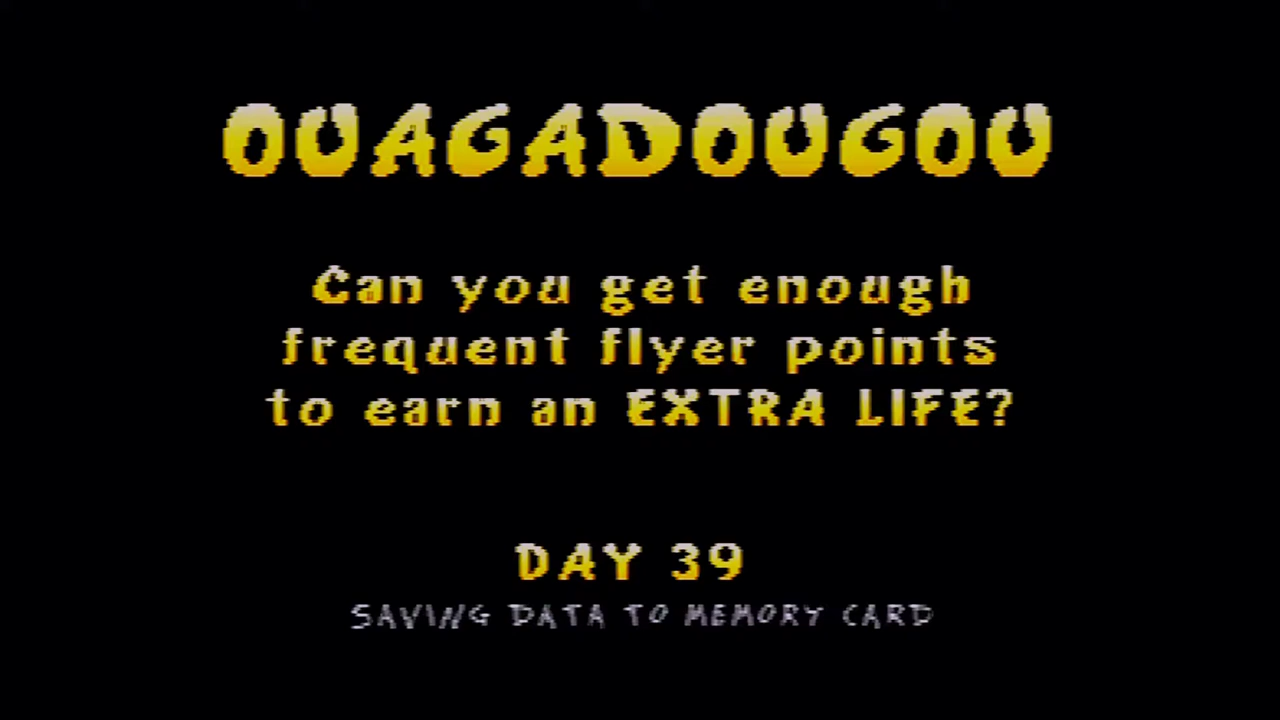 OUAGADOUGOU
Can you get enough
frequent flyer points
to earn an EXTRA LIFE?
DAY 39
SAVING DATA TO MEMORY CARD